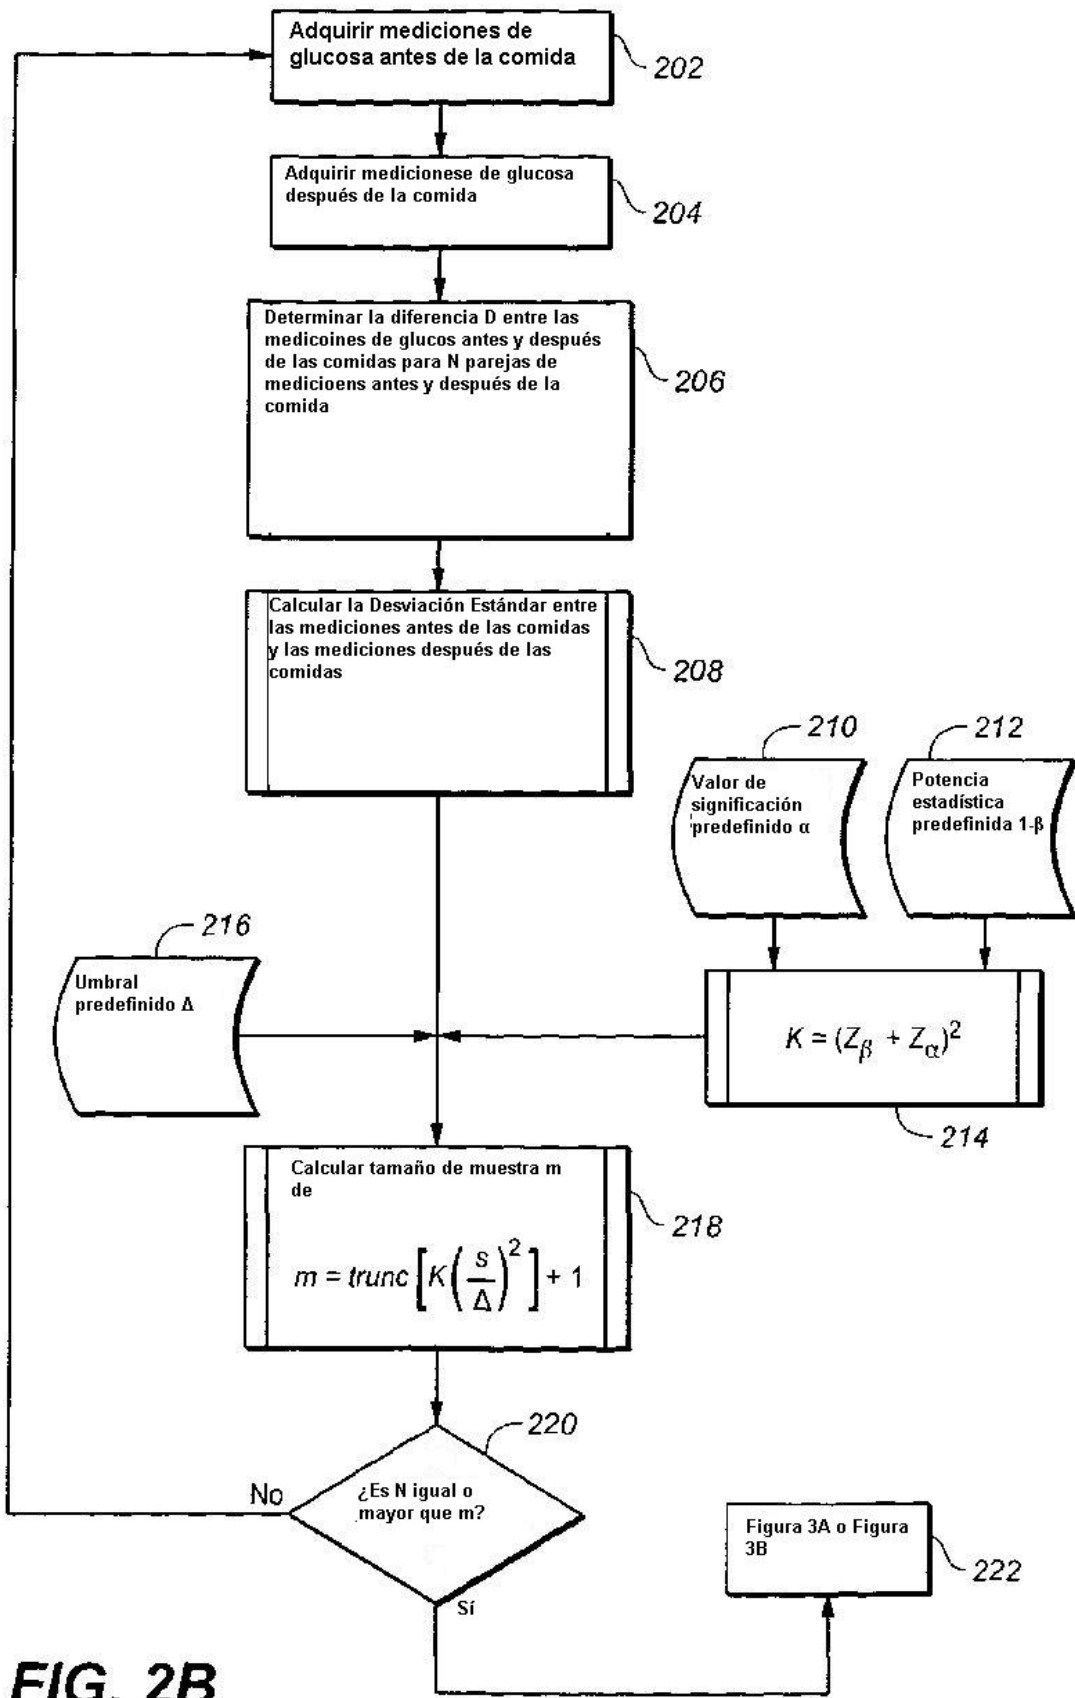 Adquirir mediciones de
glucosa antes de la comida
202
Adquirir medicionese de glucosa
después de la comida
204
Determinar la diferencia D entre las
medicoines de glucos antes y después
de las comidas para N parejas de
medicioens antes y después de la
comida
206
Calcular la Desviación Estándar entre
las mediciones antes de las comidas
y las mediciones después de las
comidas
208
210
Valor de
significación
predefinido α
212
Potencia
estadística
predefinida 1-β
216
Umbral
predefinido Δ
K = (Z_β + Z_α)^2
214
Calcular tamaño de muestra m
de
m = trunc [K(s/Δ)^2] + 1
218
220
¿Es N igual o
mayor que m?
No
Sí
Figura 3A o Figura
3B
222
FIG. 2B